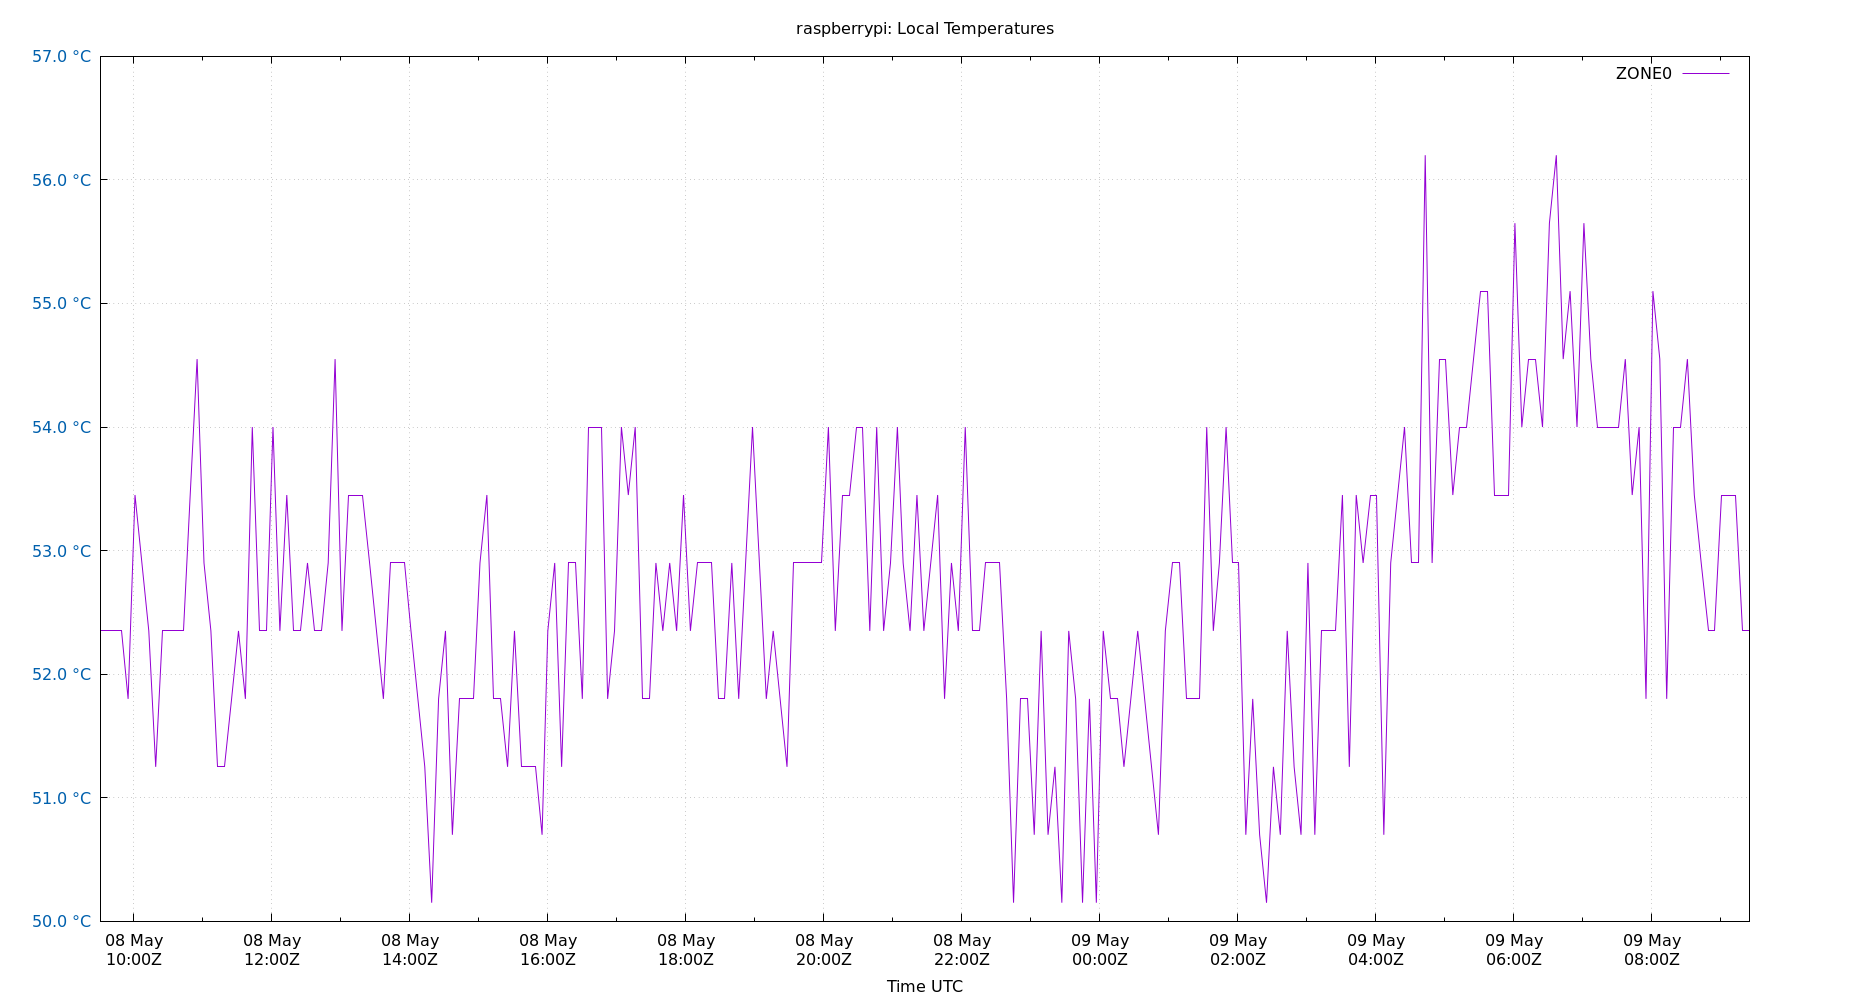 raspberrypi: Local Temperatures
ZONE0
57.0 °C
56.0 °C
55.0 °C
54.0 °C
53.0 °C
52.0 °C
51.0 °C
50.0 °C
08 May 08 May 08 May 08 May 08 May 08 May 08 May 09 May 09 May 09 May 09 May 09 May
10:00Z 12:00Z 14:00Z 16:00Z 18:00Z 20:00Z 22:00Z 00:00Z 02:00Z 04:00Z 06:00Z 08:00Z
Time UTC